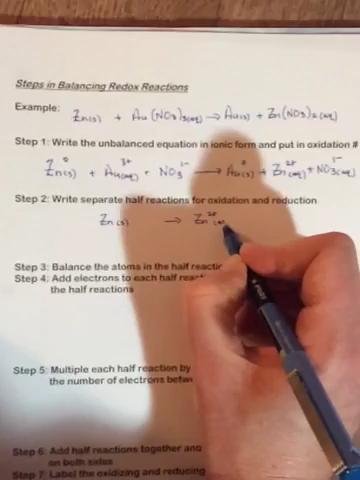 Steps in Balancing Redox Reactions
Example: Zn(s) + Au(NO3)3(aq) → Au(s) + Zn(NO3)2(aq)
Step 1: Write the unbalanced equation in ionic form and put in oxidation #
0 3+ 0 2+ 1-
Zn(s) + Au(aq) + NO3 1- → Au(s) + Zn(aq) + NO3(aq)
Step 2: Write separate half reactions for oxidation and reduction
Zn(s) → Zn2+
Step 3: Balance the atoms in the half
Step 4: Add electrons to each half
the half reactions
Step 5: Multiple each half reaction by
the number of electrons
Step 6: Add half reactions together and
on both sides
Step 7: Label the oxidizing and reducing